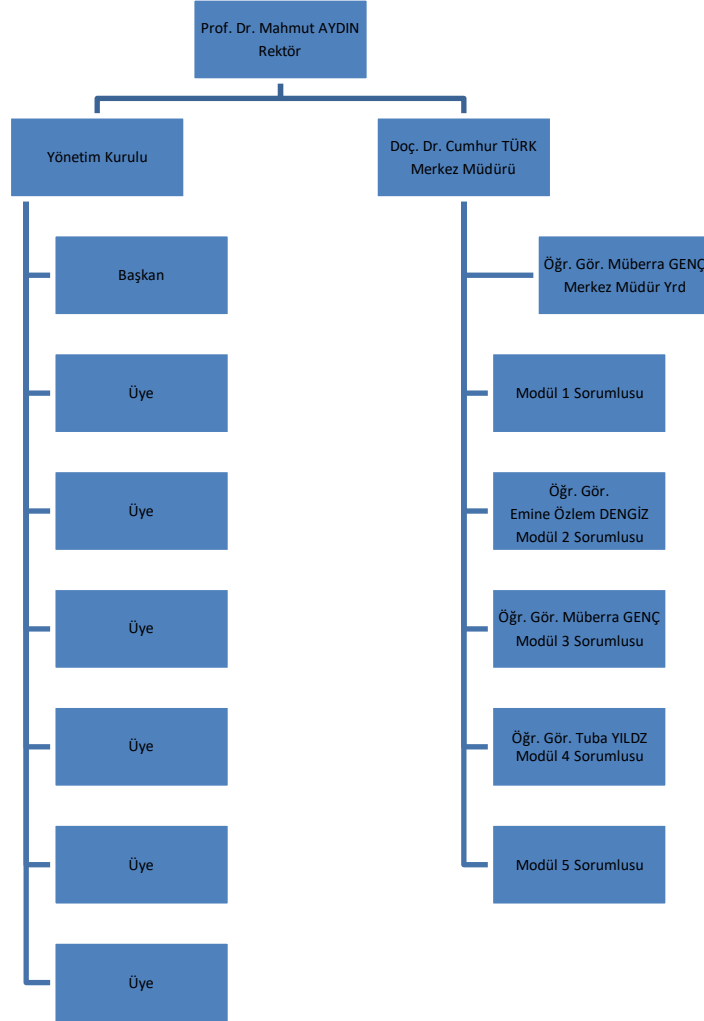 Prof. Dr. Mahmut AYDIN
Rektör
Yönetim Kurulu
Başkan
Üye
Üye
Üye
Üye
Üye
Üye
Doç. Dr. Cumhur TÜRK
Merkez Müdürü
Öğr. Gör. Müberra GENÇ
Merkez Müdür Yrd
Modül 1 Sorumlusu
Öğr. Gör.
Emine Özlem DENGİZ
Modül 2 Sorumlusu
Öğr. Gör. Müberra GENÇ
Modül 3 Sorumlusu
Öğr. Gör. Tuba YILDZ
Modül 4 Sorumlusu
Modül 5 Sorumlusu